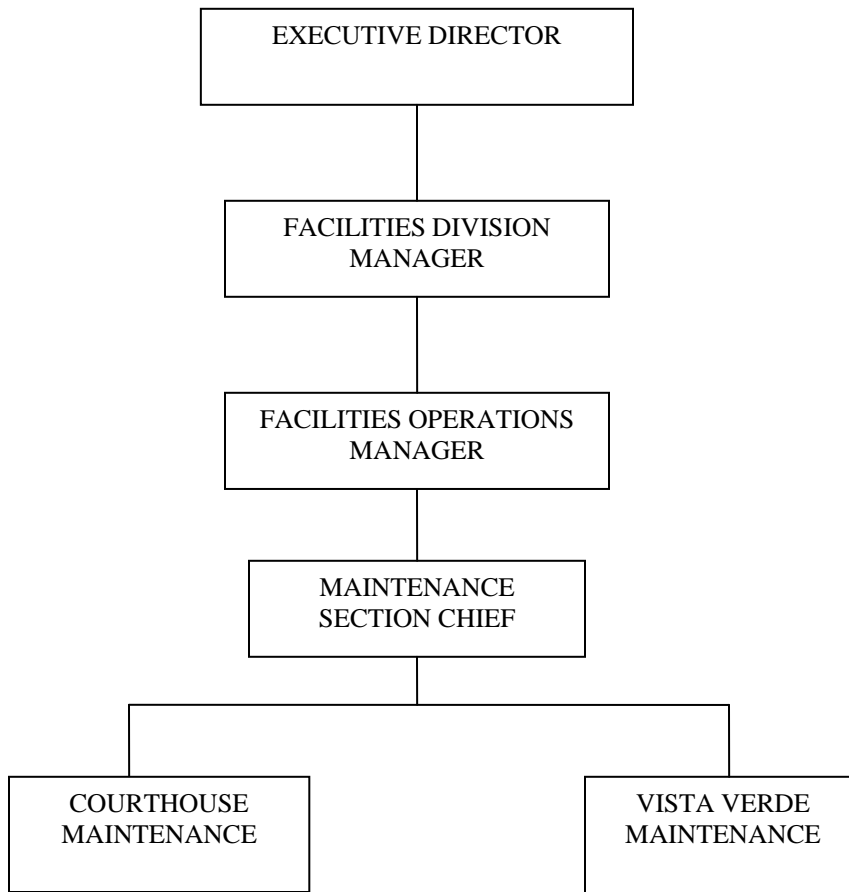 EXECUTIVE DIRECTOR
FACILITIES DIVISION
MANAGER
FACILITIES OPERATIONS
MANAGER
MAINTENANCE
SECTION CHIEF
COURTHOUSE
MAINTENANCE
VISTA VERDE
MAINTENANCE